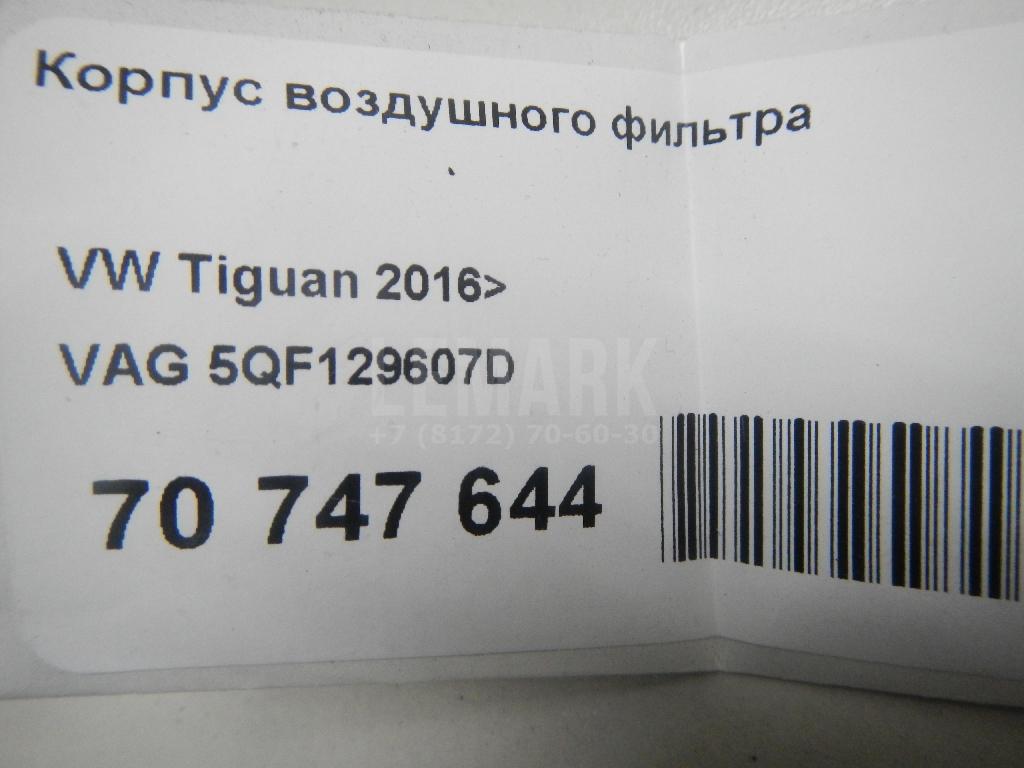 Корпус воздушного фильтра
VW Tiguan 2016>
VAG 5QF129607D
LEMARK
+7 (8172) 70-60-30
70 747 644